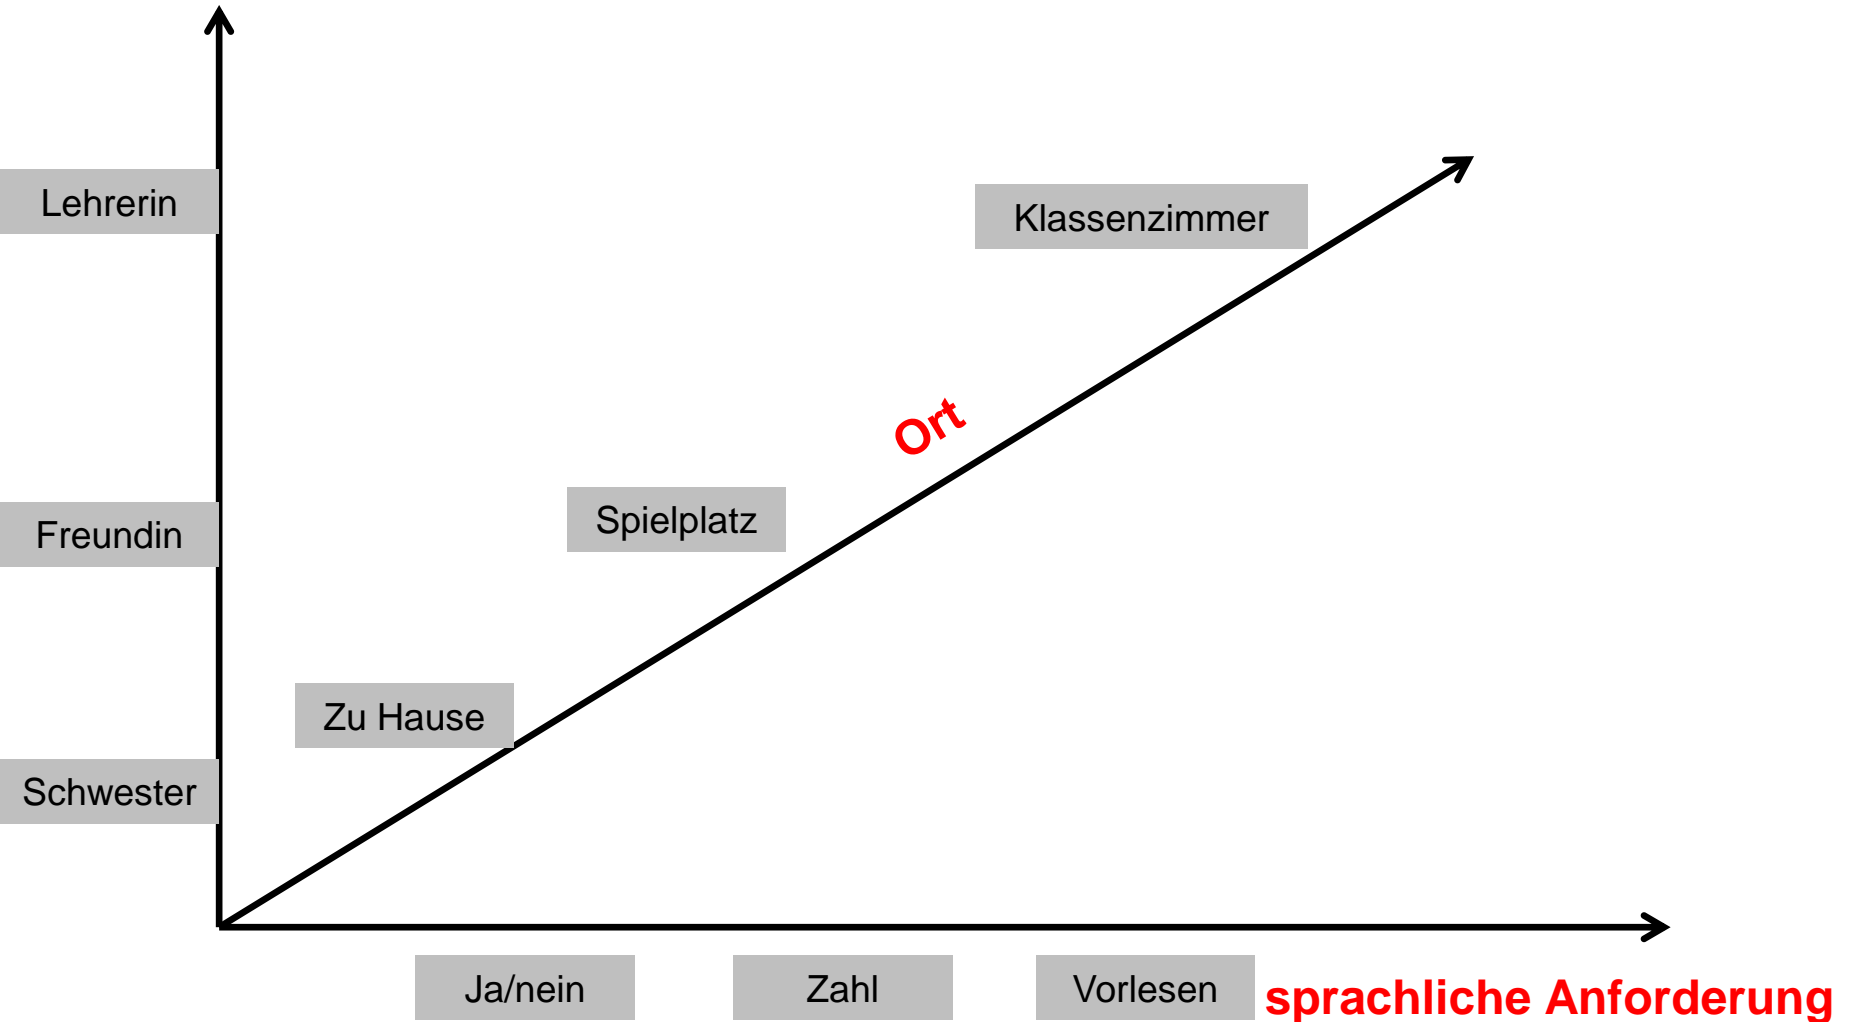 Lehrerin
Klassenzimmer
Ort
Spielplatz
Freundin
Zu Hause
Schwester
Ja/nein
Zahl
Vorlesen
sprachliche Anforderung